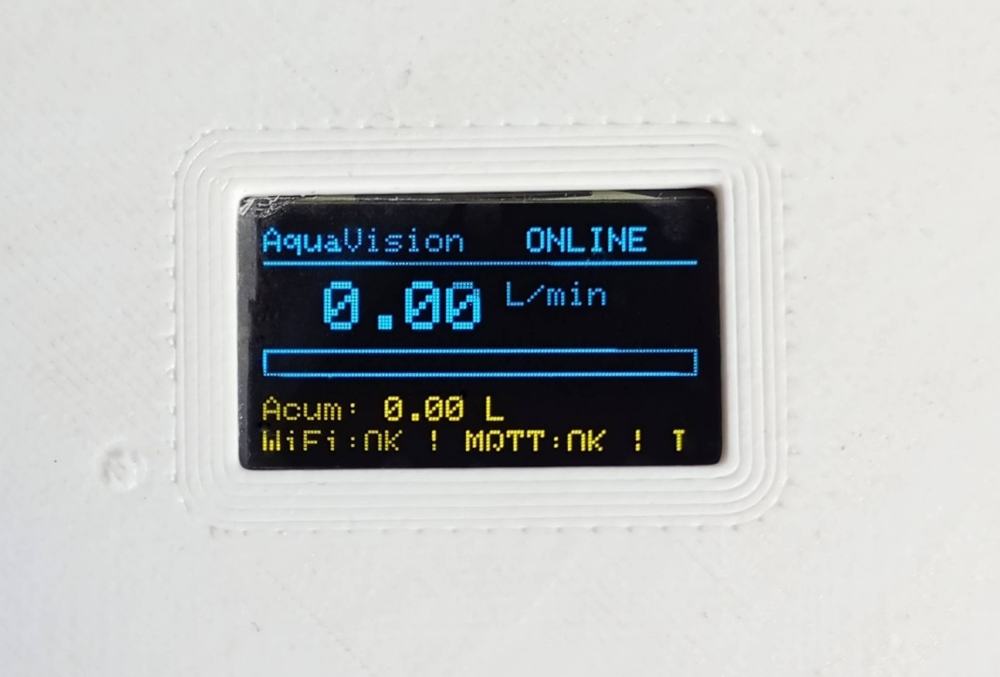 AquaVision ONLINE
0.00 L/min
Acum: 0.00 L
WiFi:OK | MQTT:OK | T